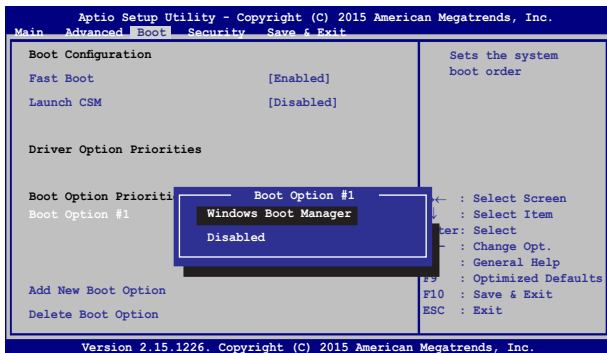 Aptio Setup Utility - Copyright (C) 2015 American Megatrends, Inc.
Main Advanced Boot Security Save & Exit
Boot Configuration
Fast Boot [Enabled]
Launch CSM [Disabled]
Driver Option Priorities
Boot Option Prioriti
Boot Option #1
Add New Boot Option
Delete Boot Option
Boot Option #1
Windows Boot Manager
Disabled
Sets the system
boot order
→← : Select Screen
↓ : Select Item
ter: Select
- : Change Opt.
: General Help
F9 : Optimized Defaults
F10 : Save & Exit
ESC : Exit
Version 2.15.1226. Copyright (C) 2015 American Megatrends, Inc.